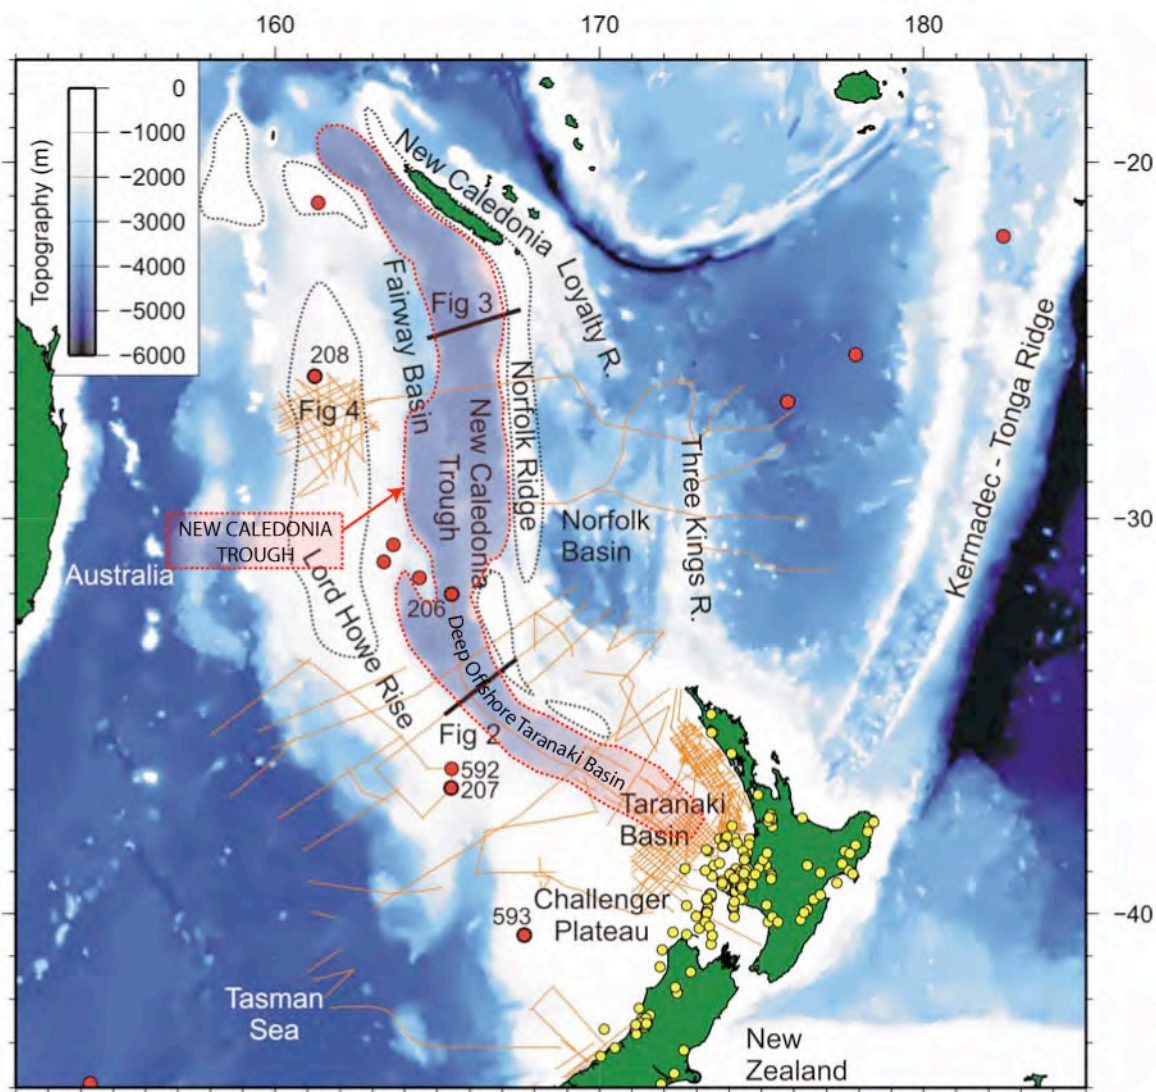 160
170
180
Topography (m)
0
−1000
−2000
−3000
−4000
−5000
−6000
−20
−30
−40
New Caledonia
Loyalty R.
Fairway Basin
Fig 3
208
Fig 4
Norfolk Ridge
New Caledonia
Trough
NEW CALEDONIA
TROUGH
Norfolk
Basin
Three Kings R.
Kermadec - Tonga Ridge
Australia
Lord Howe Rise
206
Deep Offshore Taranaki Basin
Fig 2
592
207
Taranaki
Basin
Challenger
Plateau
593
Tasman
Sea
New
Zealand